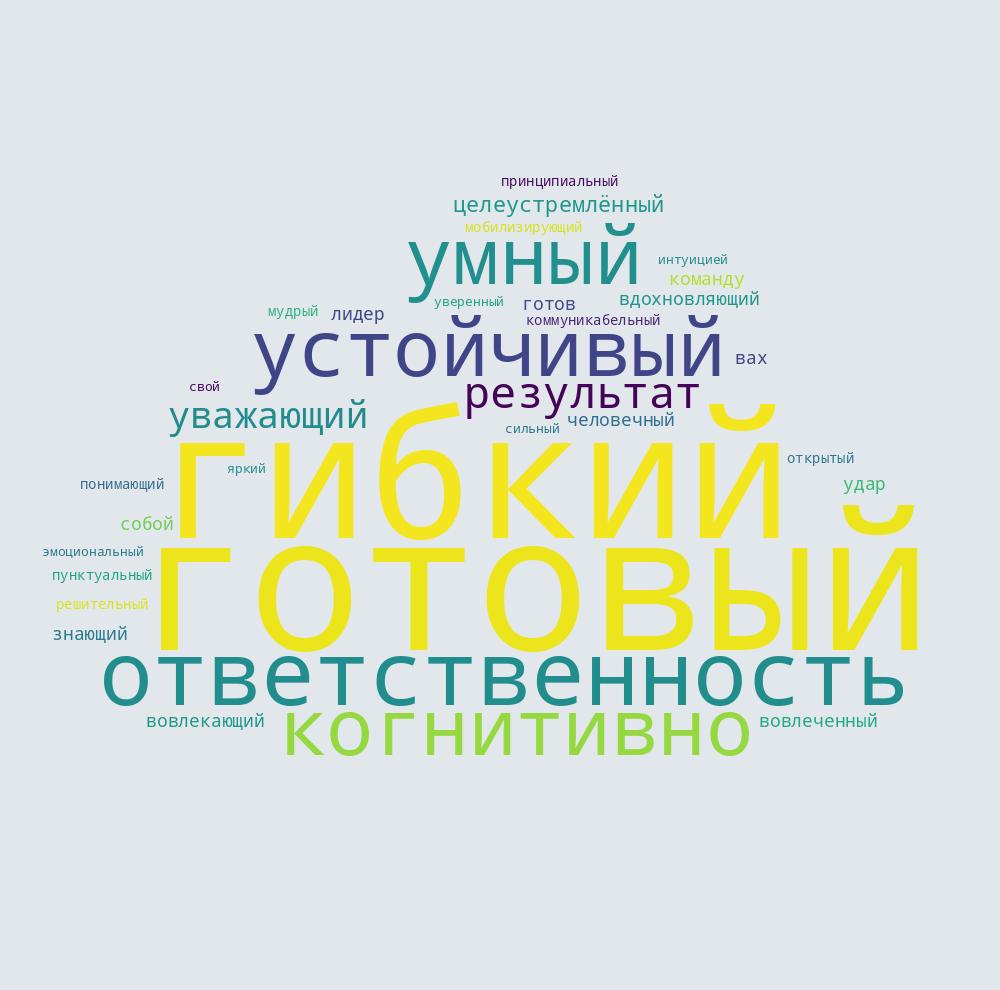 принципиальный
целеустремлённый
мобилизирующий
умный
интуицией
команду
вдохновляющий
уверенный
готов
мудрый
лидер
коммуникабельный
устойчивый
вах
свой
результат
уважающий
человечный
сильный
гибкий
яркий
открытый
понимающий
удар
собой
эмоциональный
готовый
пунктуальный
решительный
знающий
ответственность
вовлекающий
когнитивно
вовлеченный